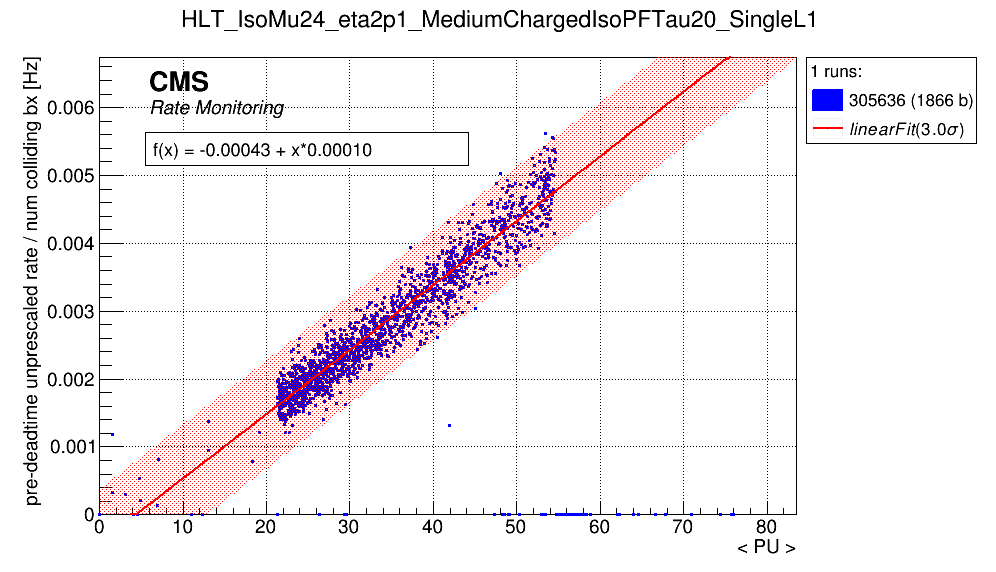 HLT_IsoMu24_eta2p1_MediumChargedIsoPFTau20_SingleL1
pre-deadtime unprescaled rate / num colliding bx [Hz]
CMS
Rate Monitoring
f(x) = -0.00043 + x*0.00010
1 runs:
305636 (1866 b)
linearFit(3.0σ)
0.006
0.005
0.004
0.003
0.002
0.001
0
0 10 20 30 40 50 60 70 80
< PU >